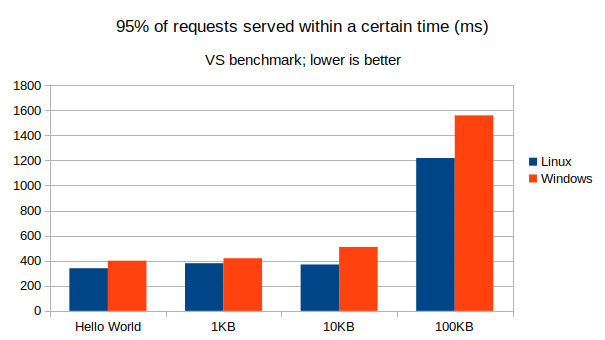 95% of requests served within a certain time (ms)
VS benchmark; lower is better
1800
1600
1400
1200
1000
800
600
400
200
0
Linux
Windows
Hello World
1KB
10KB
100KB